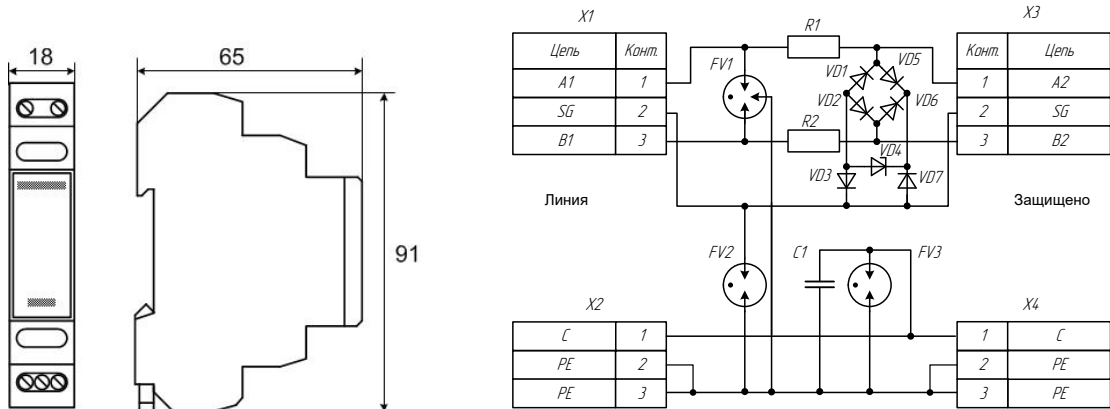 18
65
91
X1
Цепь Конт.
A1 1
SG 2
B1 3
FV1
R1
R2
VD1
VD5
VD2
VD6
VD4
VD3
VD7
X3
Конт. Цепь
1 A2
2 SG
3 B2
Линия
Защищено
FV2
C1
FV3
X2
C 1
PE 2
PE 3
X4
1 C
2 PE
3 PE